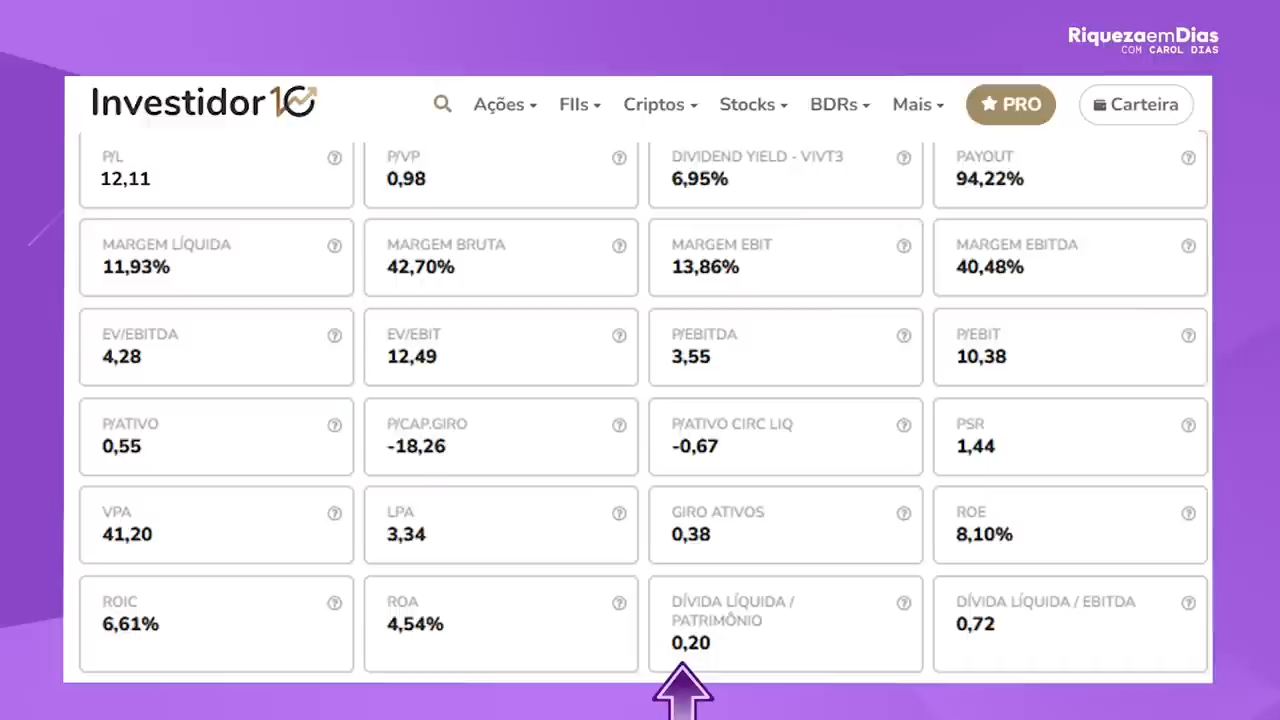 RiquezaemDias
COM CAROL DIAS
Investidor 10
Ações
FIIs
Criptos
Stocks
BDRs
Mais
PRO
Carteira
P/L
12,11
P/VP
0,98
DIVIDEND YIELD - VIVT3
6,95%
PAYOUT
94,22%
MARGEM LÍQUIDA
11,93%
MARGEM BRUTA
42,70%
MARGEM EBIT
13,86%
MARGEM EBITDA
40,48%
EV/EBITDA
4,28
EV/EBIT
12,49
P/EBITDA
3,55
P/EBIT
10,38
P/ATIVO
0,55
P/CAP.GIRO
-18,26
P/ATIVO CIRC LIQ
-0,67
PSR
1,44
VPA
41,20
LPA
3,34
GIRO ATIVOS
0,38
ROE
8,10%
ROIC
6,61%
ROA
4,54%
DÍVIDA LÍQUIDA /
PATRIMÔNIO
0,20
DÍVIDA LÍQUIDA / EBITDA
0,72